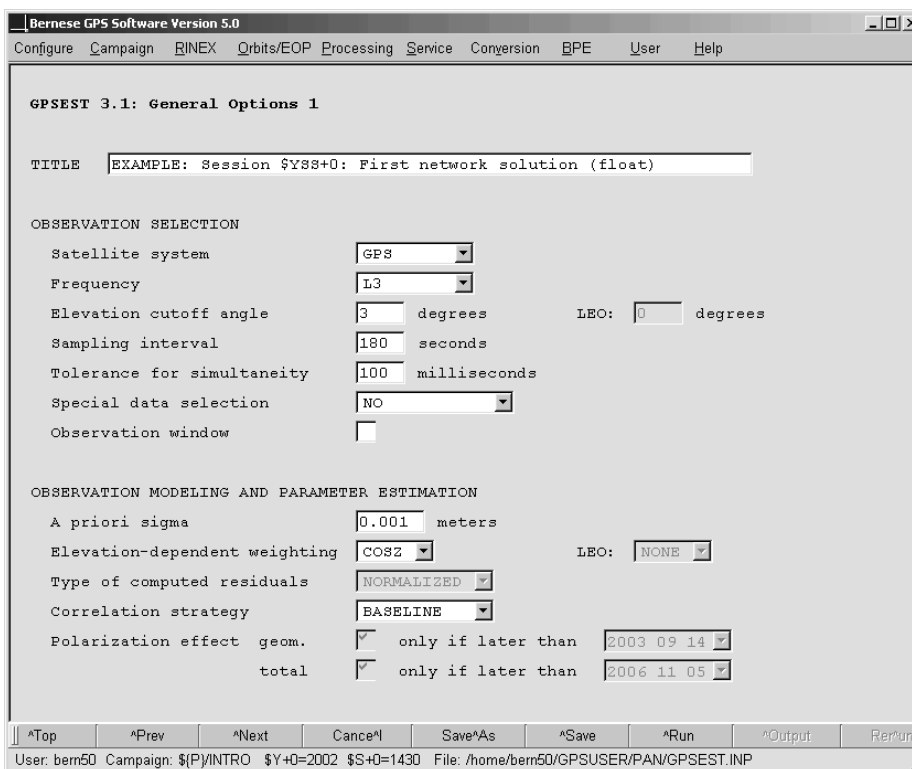 Bernese GPS Software Version 5.0
Configure Campaign RINEX Orbits/EOP Processing Service Conversion BPE User Help
GPSEST 3.1: General Options 1
TITLE EXAMPLE: Session $YSS+0: First network solution (float)
OBSERVATION SELECTION
Satellite system GPS
Frequency L3
Elevation cutoff angle 3 degrees LEO: 0 degrees
Sampling interval 180 seconds
Tolerance for simultaneity 100 milliseconds
Special data selection NO
Observation window
OBSERVATION MODELING AND PARAMETER ESTIMATION
A priori sigma 0.001 meters
Elevation-dependent weighting COSZ LEO: NONE
Type of computed residuals NORMALIZED
Correlation strategy BASELINE
Polarization effect geom. only if later than 2003 09 14
total only if later than 2006 11 05
^Top ^Prev ^Next Cance^l Save^As ^Save ^Run ^Output Rer^un
User: bern50 Campaign: ${P}/INTRO $Y+0=2002 $S+0=1430 File: /home/bern50/GPSUSER/PAN/GPSEST.INP